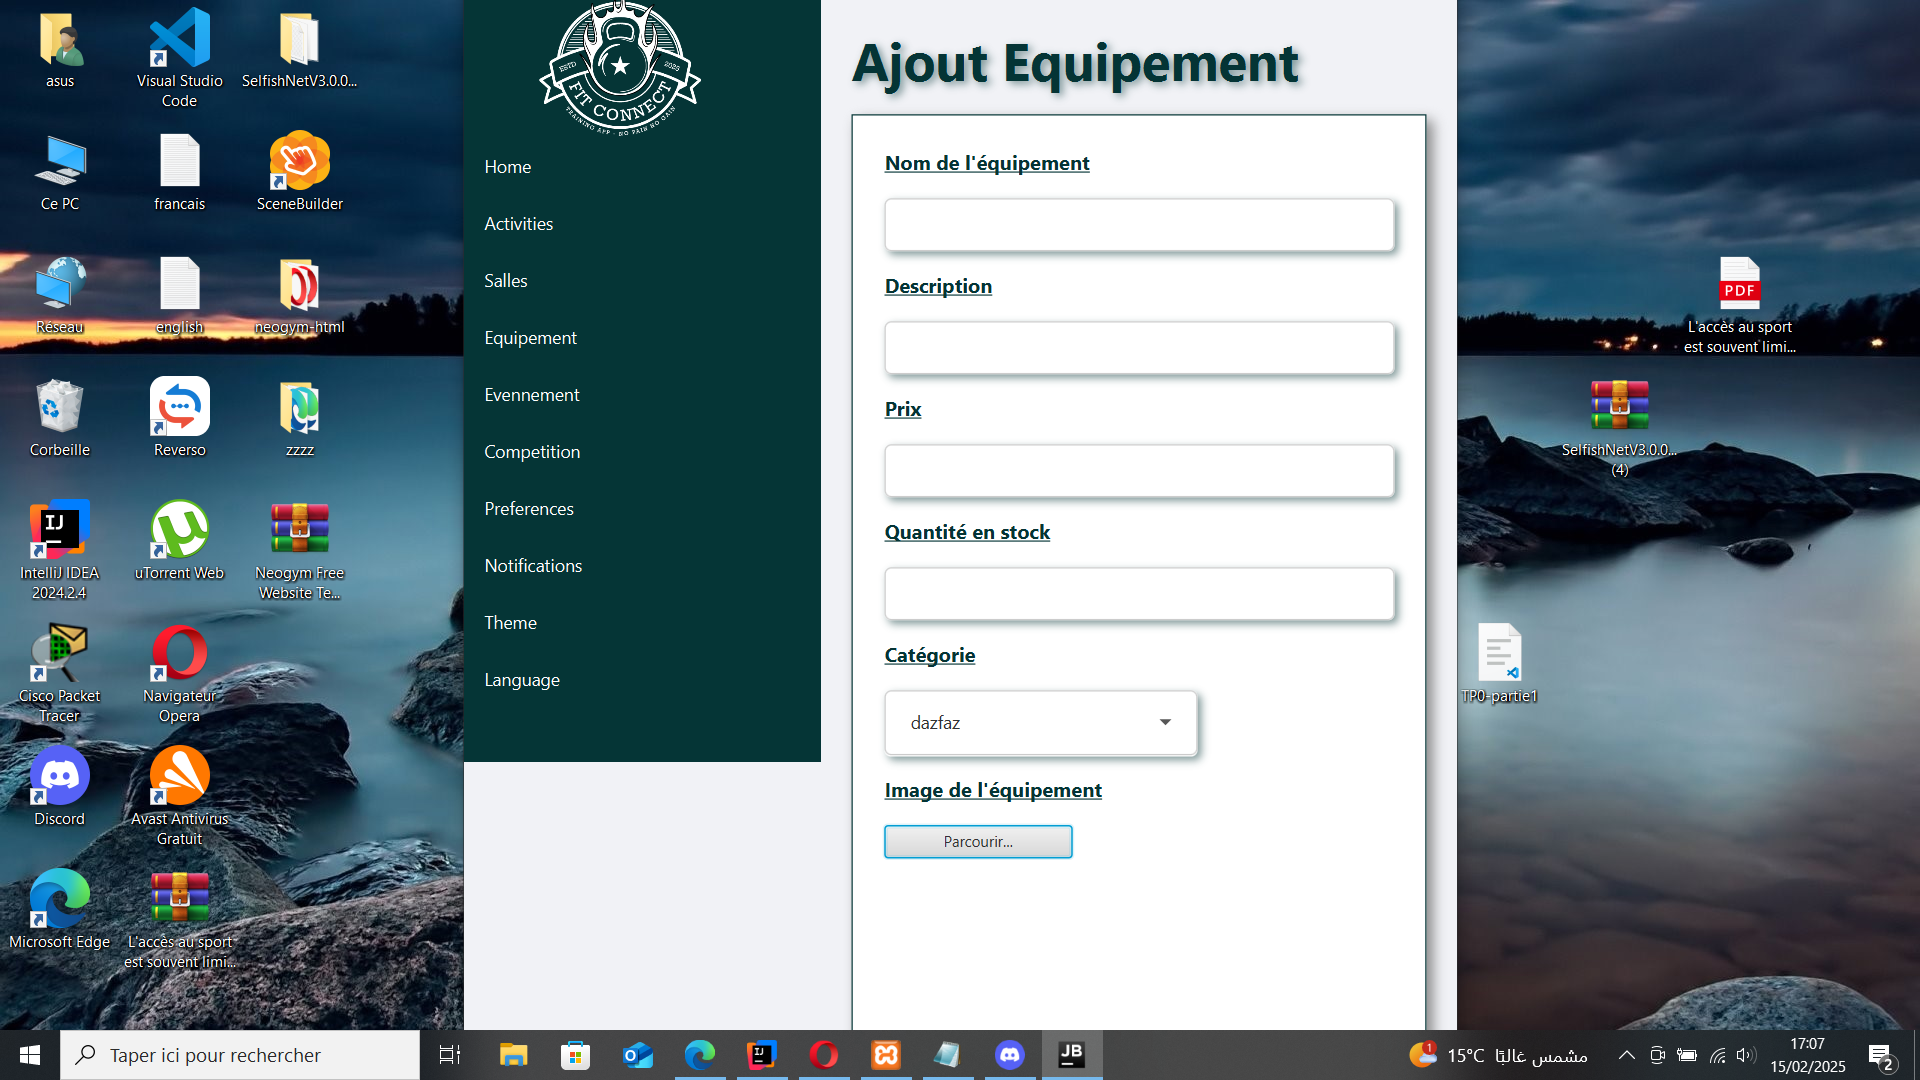 asus
Visual Studio
Code
SelfishNetV3.0.0...
Ce PC
francais
SceneBuilder
Réseau
english
neogym-html
Corbeille
Reverso
zzzz
IntelliJ IDEA
2024.2.4
uTorrent Web
Neogym Free
Website Te...
Cisco Packet
Tracer
Navigateur
Opera
Discord
Avast Antivirus
Gratuit
Microsoft Edge
L'accès au sport
est souvent limi...
ESTD 2025
FIT CONNECT
TRAINING APP - NO PAIN NO GAIN
Home
Activities
Salles
Equipement
Evennement
Competition
Preferences
Notifications
Theme
Language
Ajout Equipement
Nom de l'équipement
Description
Prix
Quantité en stock
Catégorie
dazfaz
Image de l'équipement
Parcourir...
PDF
L'accès au sport
est souvent limi...
SelfishNetV3.0.0...
(4)
TP0-partie1
Taper ici pour rechercher
IJ
JB
1
15°C مشمس غالبًا
17:07
15/02/2025
2